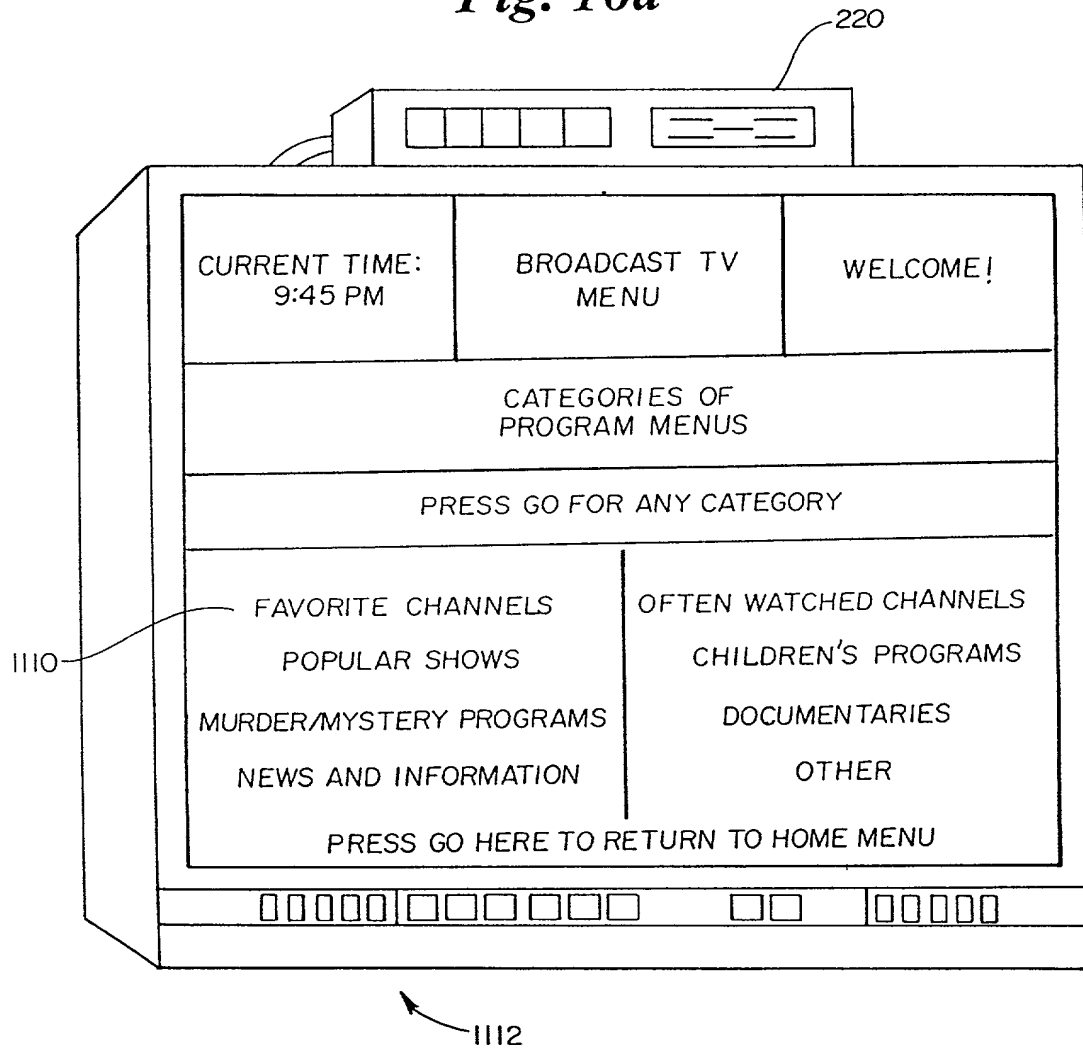 Fig. 10a
220
CURRENT TIME:
9:45 PM
BROADCAST TV
MENU
WELCOME!
CATEGORIES OF
PROGRAM MENUS
PRESS GO FOR ANY CATEGORY
FAVORITE CHANNELS
OFTEN WATCHED CHANNELS
1110
POPULAR SHOWS
CHILDREN'S PROGRAMS
MURDER/MYSTERY PROGRAMS
DOCUMENTARIES
NEWS AND INFORMATION
OTHER
PRESS GO HERE TO RETURN TO HOME MENU
1112